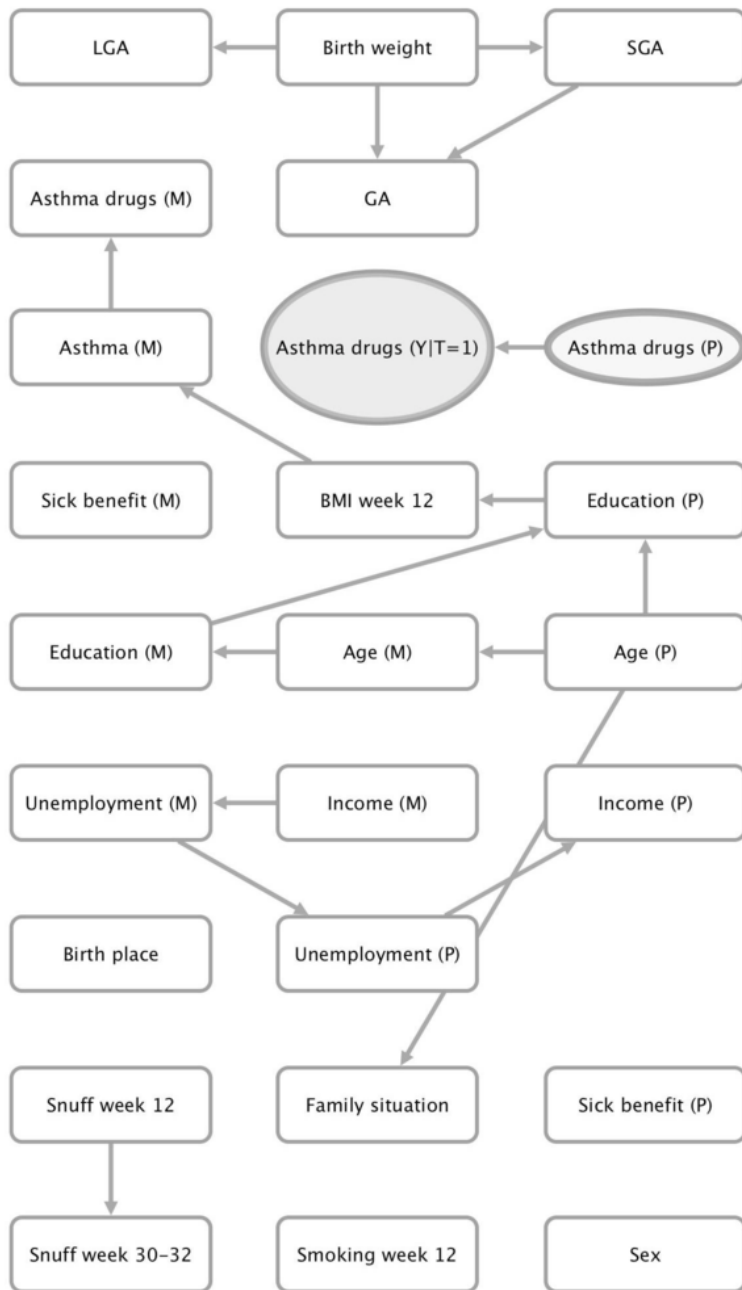 LGA
Birth weight
SGA
Asthma drugs (M)
GA
Asthma (M)
Asthma drugs (Y|T=1)
Asthma drugs (P)
Sick benefit (M)
BMI week 12
Education (P)
Education (M)
Age (M)
Age (P)
Unemployment (M)
Income (M)
Income (P)
Birth place
Unemployment (P)
Snuff week 12
Family situation
Sick benefit (P)
Snuff week 30–32
Smoking week 12
Sex